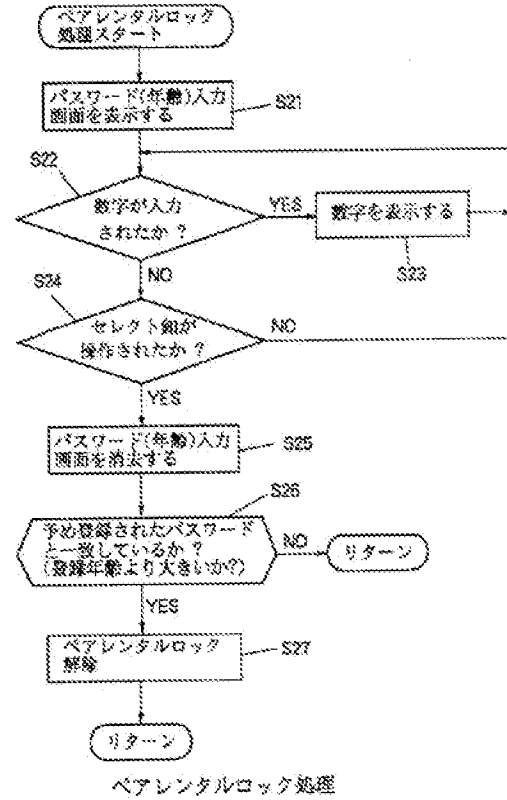 ペアレンタルロック
処理スタート
パスワード(年齢)入力
画面を表示する
S21
S22
数字が入力
されたか ?
YES
数字を表示する
S23
NO
S24
セレクト釦が
操作されたか ?
NO
YES
パスワード(年齢)入力
画面を消去する
S25
S26
予め登録されたパスワード
と一致しているか ?
(登録年齢より大きいか?)
NO
リターン
YES
ペアレンタルロック
解除
S27
リターン
ペアレンタルロック処理